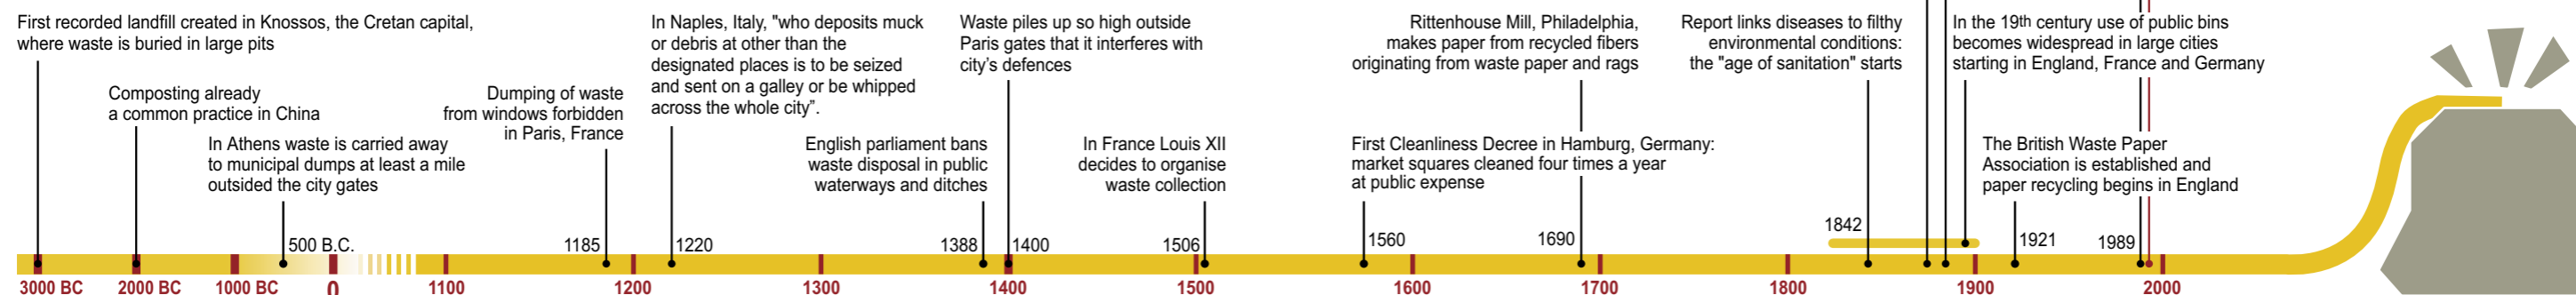 First recorded landfill created in Knossos, the Cretan capital,
where waste is buried in large pits
Composting already
a common practice in China
In Athens waste is carried away
to municipal dumps at least a mile
outsided the city gates
500 B.C.
Dumping of waste
from windows forbidden
in Paris, France
1185
In Naples, Italy, "who deposits muck
or debris at other than the
designated places is to be seized
and sent on a galley or be whipped
across the whole city”.
1220
English parliament bans
waste disposal in public
waterways and ditches
1388
Waste piles up so high outside
Paris gates that it interferes with
city’s defences
1400
In France Louis XII
decides to organise
waste collection
1506
First Cleanliness Decree in Hamburg, Germany:
market squares cleaned four times a year
at public expense
1560
Rittenhouse Mill, Philadelphia,
makes paper from recycled fibers
originating from waste paper and rags
1690
Report links diseases to filthy
environmental conditions:
the "age of sanitation" starts
1842
In the 19th century use of public bins
becomes widespread in large cities
starting in England, France and Germany
The British Waste Paper
Association is established and
paper recycling begins in England
1921
1989
3000 BC
2000 BC
1000 BC
0
1100
1200
1300
1400
1500
1600
1700
1800
1900
2000